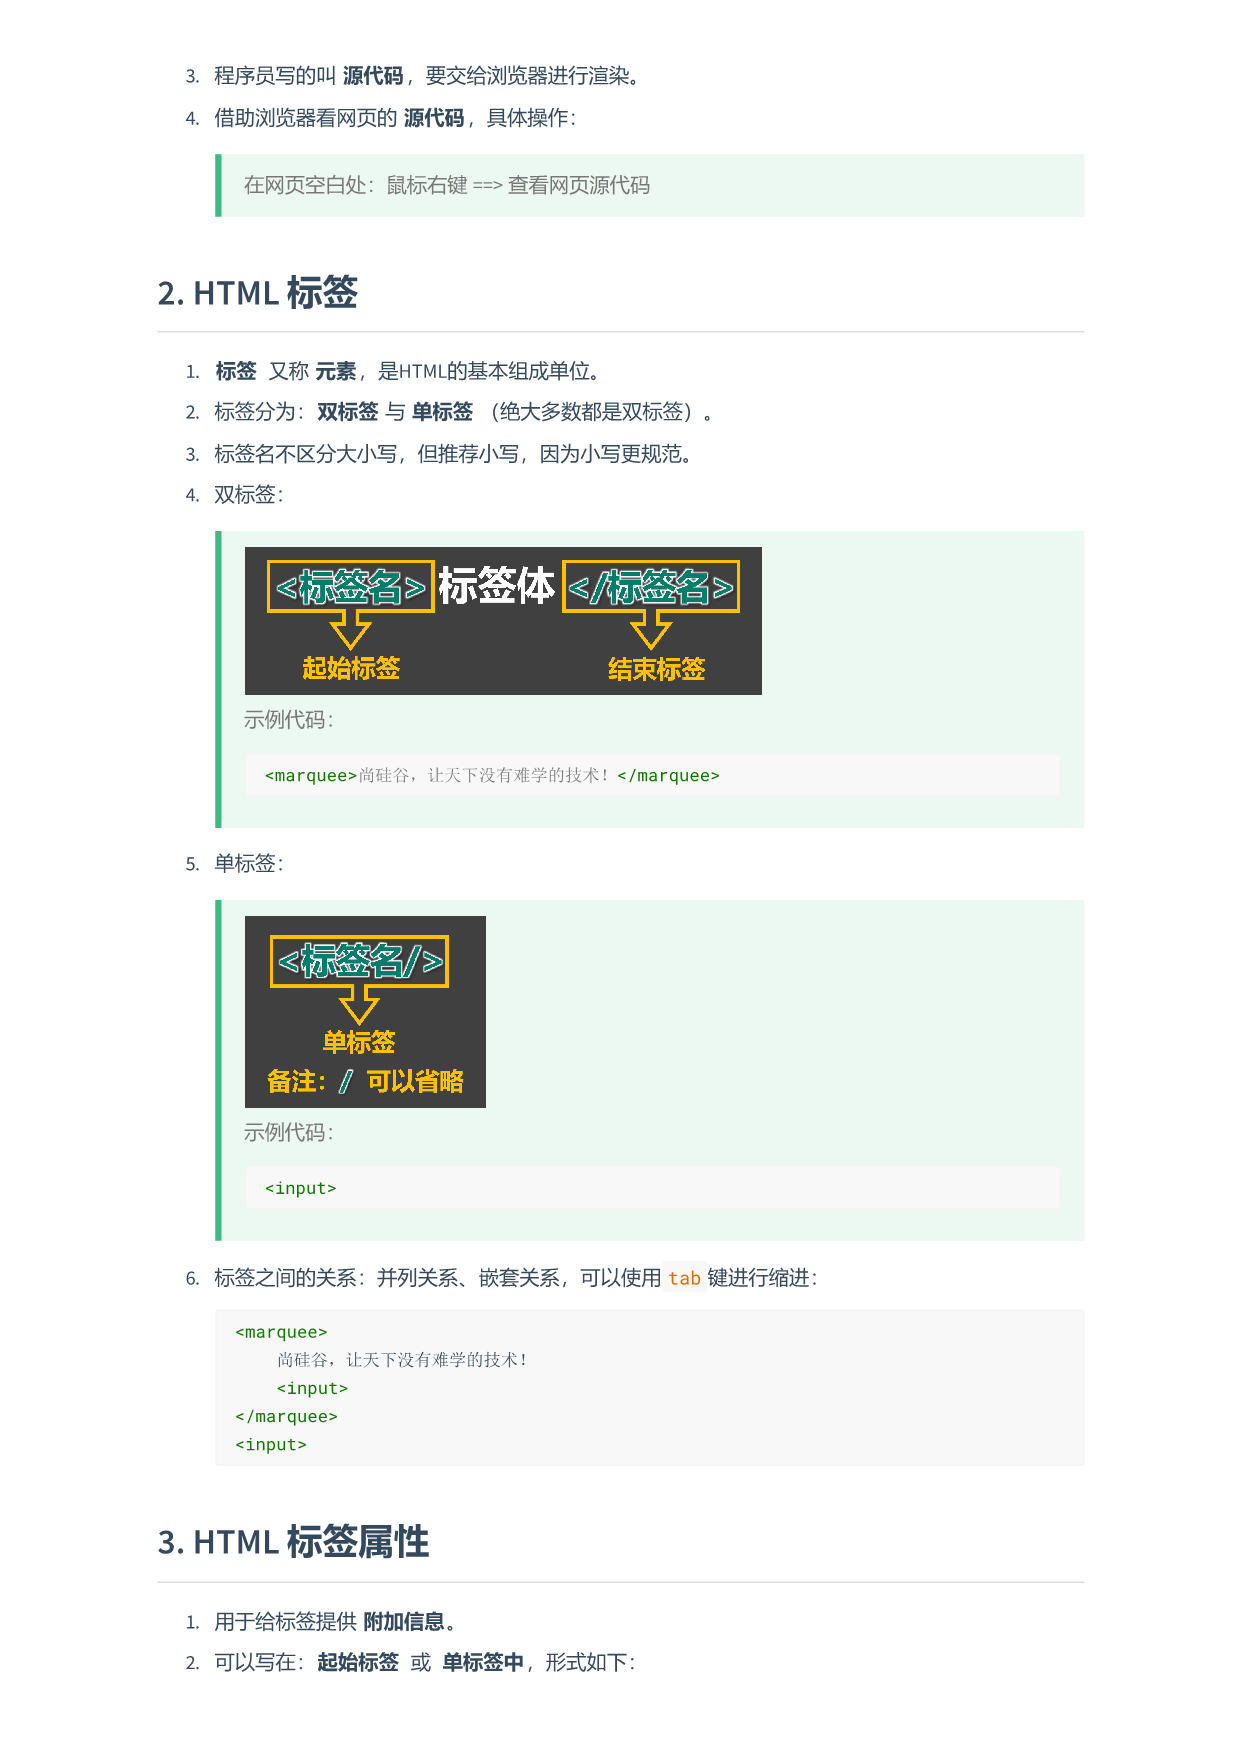 3. 程序员写的叫 源代码，要交给浏览器进行渲染。
4. 借助浏览器看网页的 源代码，具体操作：
在网页空白处：鼠标右键 ==> 查看网页源代码
2. HTML 标签
1. 标签 又称 元素，是HTML的基本组成单位。
2. 标签分为：双标签 与 单标签 （绝大多数都是双标签）。
3. 标签名不区分大小写，但推荐小写，因为小写更规范。
4. 双标签：
<标签名>标签体</标签名>
起始标签 结束标签
示例代码：
<marquee>尚硅谷，让天下没有难学的技术！</marquee>
5. 单标签：
<标签名/>
单标签
备注：/ 可以省略
示例代码：
<input>
6. 标签之间的关系：并列关系、嵌套关系，可以使用 tab 键进行缩进：
<marquee>
尚硅谷，让天下没有难学的技术！
<input>
</marquee>
<input>
3. HTML 标签属性
1. 用于给标签提供 附加信息。
2. 可以写在：起始标签 或 单标签中，形式如下：